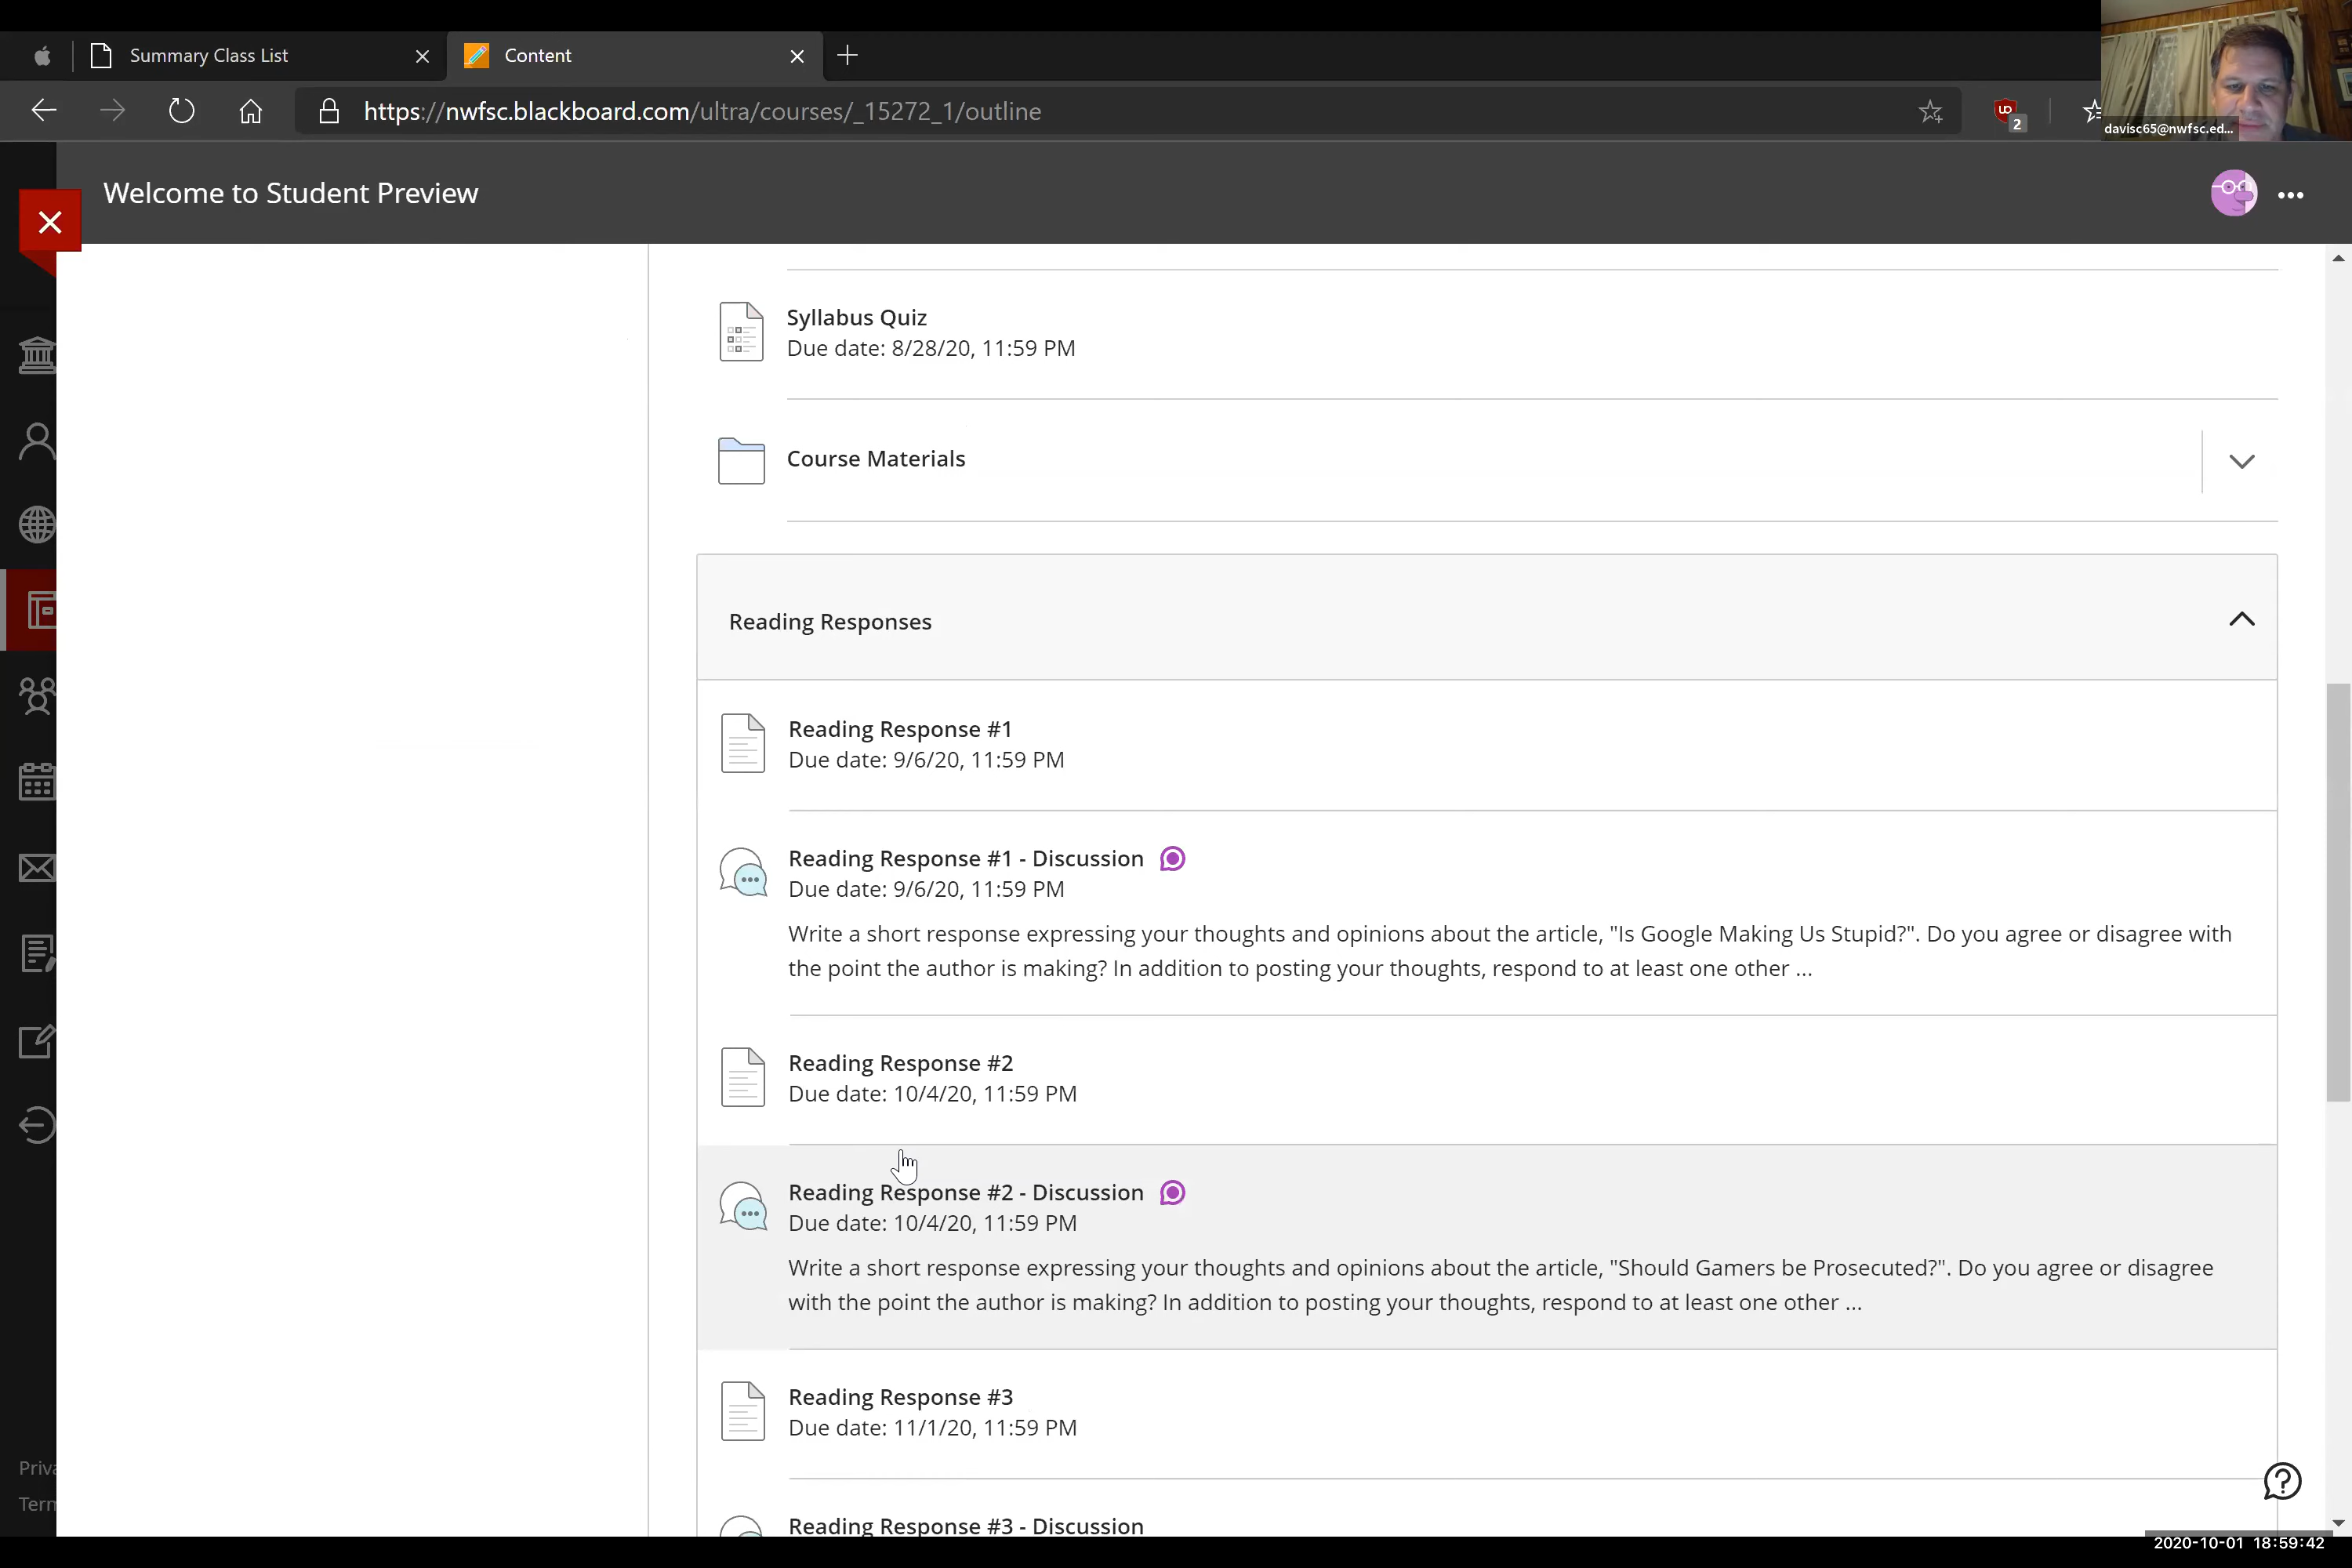 Summary Class List
Content
https://nwfsc.blackboard.com/ultra/courses/_15272_1/outline
2
davisc65@nwfsc.ed...
Welcome to Student Preview
Syllabus Quiz
Due date: 8/28/20, 11:59 PM
Course Materials
Reading Responses
Reading Response #1
Due date: 9/6/20, 11:59 PM
Reading Response #1 - Discussion
Due date: 9/6/20, 11:59 PM
Write a short response expressing your thoughts and opinions about the article, "Is Google Making Us Stupid?". Do you agree or disagree with
the point the author is making? In addition to posting your thoughts, respond to at least one other ...
Reading Response #2
Due date: 10/4/20, 11:59 PM
Reading Response #2 - Discussion
Due date: 10/4/20, 11:59 PM
Write a short response expressing your thoughts and opinions about the article, "Should Gamers be Prosecuted?". Do you agree or disagree
with the point the author is making? In addition to posting your thoughts, respond to at least one other ...
Reading Response #3
Due date: 11/1/20, 11:59 PM
Priva
Term
Reading Response #3 - Discussion
2020-10-01 18:59:42